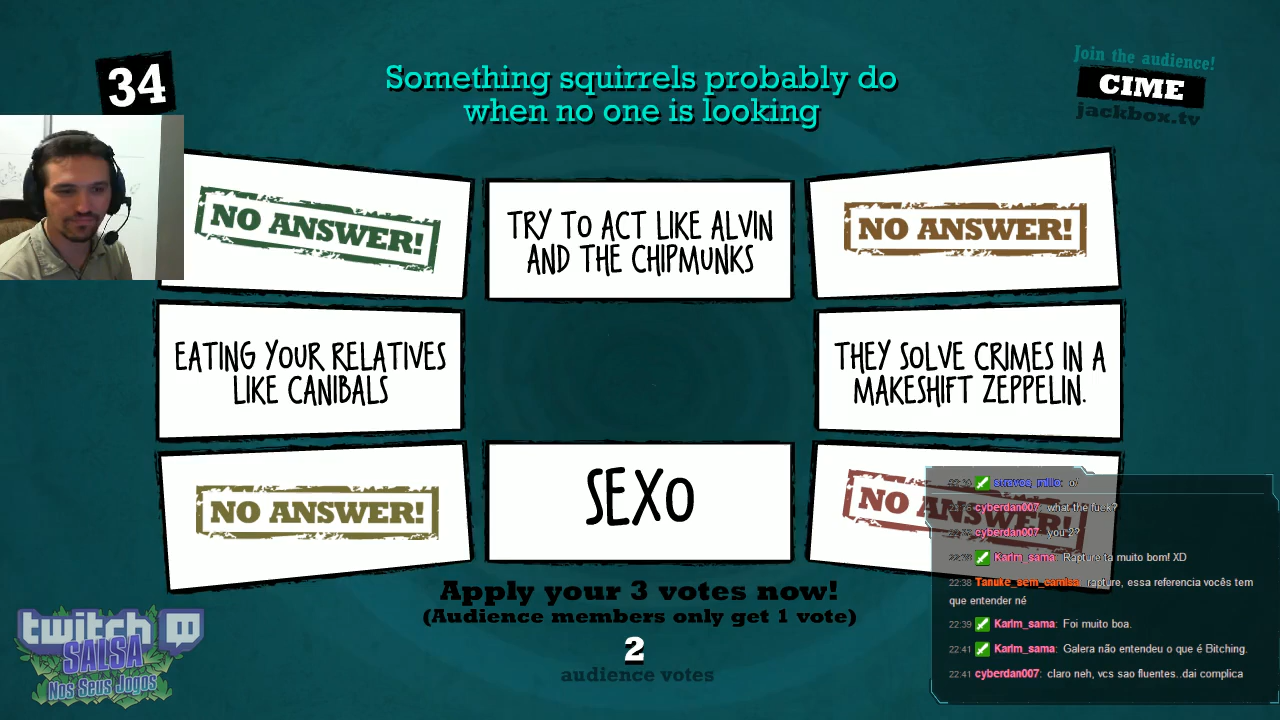 34
Something squirrels probably do
when no one is looking
Join the audience!
CIME
jackbox.tv
NO ANSWER!
TRY TO ACT LIKE ALVIN
AND THE CHIPMUNKS
NO ANSWER!
EATING YOUR RELATIVES
LIKE CANIBALS
THEY SOLVE CRIMES IN A
MAKESHIFT ZEPPELIN.
NO ANSWER!
SEXO
NO ANSWER!
Apply your 3 votes now!
(Audience members only get 1 vote)
2
audience votes
twitch
SALSA
Nos Seus Jogos
o/
cyberdan007: what the fuek?
cyberdan007: you 2?
Karlm_sama: Rapture ta muito bom! XD
22:38 Tanuke_sem_camisa: rapture, essa referencia vocês tem
que entender né
22:39 Karlm_sama: Foi muito boa.
22:41 Karlm_sama: Galera não entendeu o que é Bitching.
22:41 cyberdan007: claro neh, vcs sao fluentes..dai complica